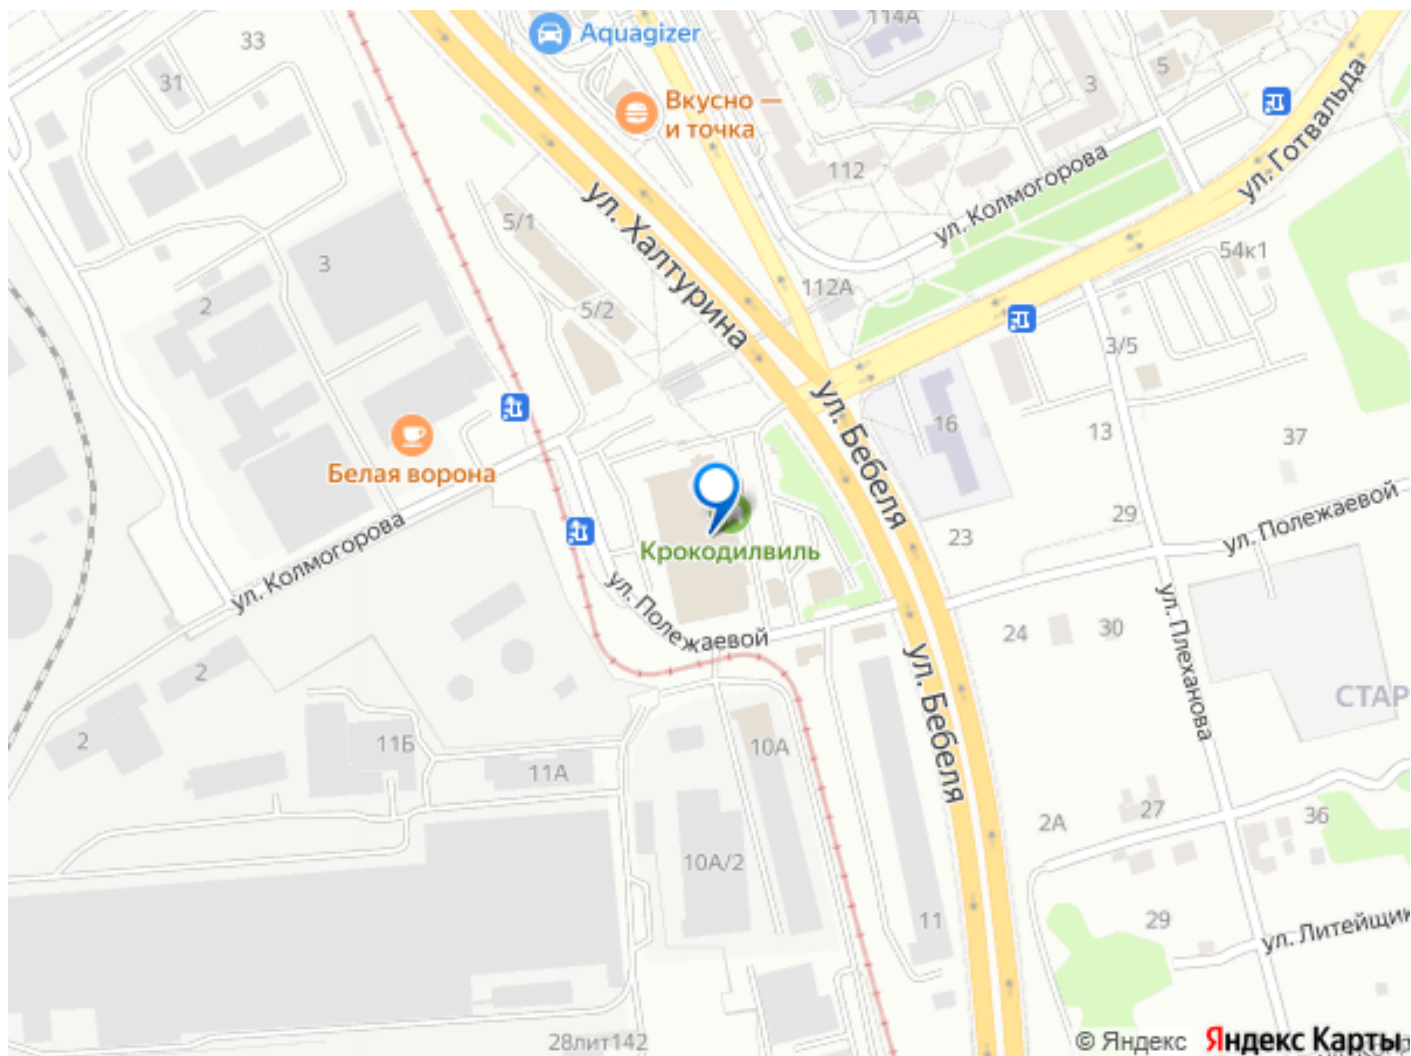 33
Aquagizer
114А
31
Вкусно —
и точка
3
5
ул. Готвальда
112
ул. Колмогорова
5/1
ул. Халтурина
54к1
3
2
5/2
112А
3/5
16
13
37
Белая ворона
ул. Бебеля
ул. Колмогорова
Крокодилвиль
23
29
ул. Полежаевой
ул. Полежаевой
24
30
ул. Плеханова
2
СТАР
2
11Б
11А
10А
ул. Бебеля
2А
27
36
10А/2
11
29
ул. Литейщик
28лит142
© Яндекс
Яндекс Карты